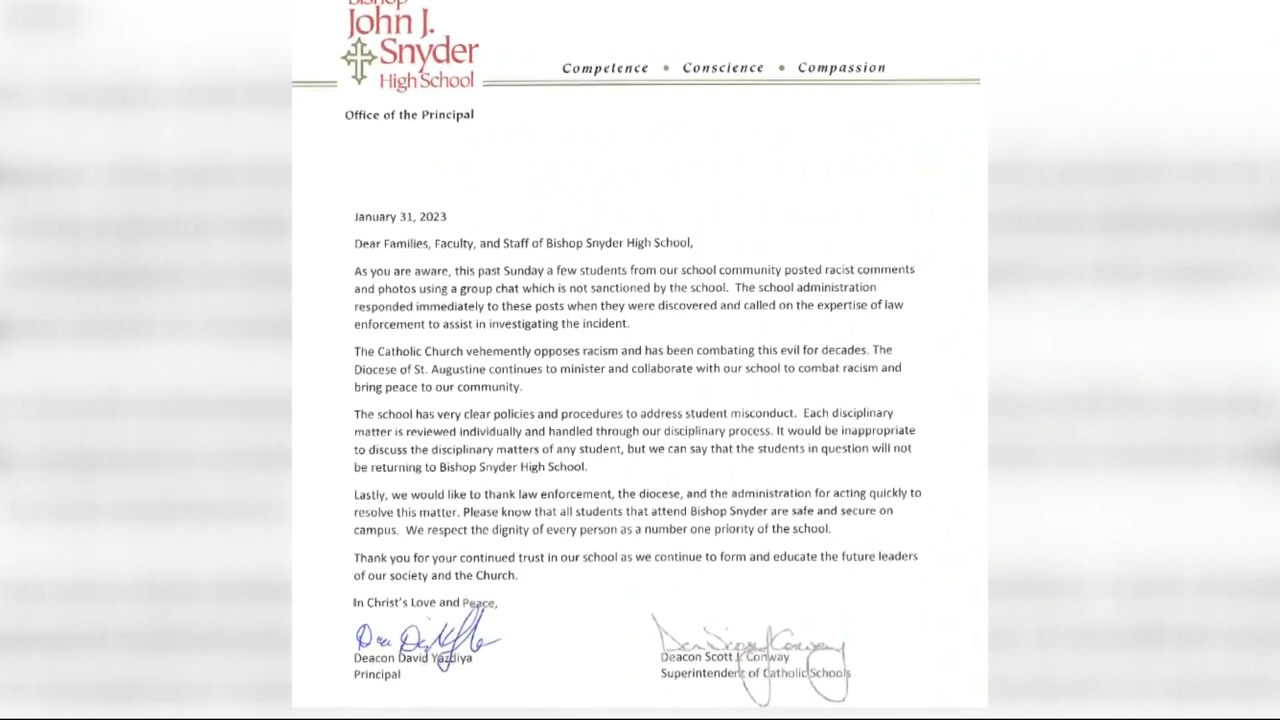 Bishop
John J.
Snyder
High School
Competence • Conscience • Compassion
Office of the Principal
January 31, 2023
Dear Families, Faculty, and Staff of Bishop Snyder High School,
As you are aware, this past Sunday a few students from our school community posted racist comments
and photos using a group chat which is not sanctioned by the school. The school administration
responded immediately to these posts when they were discovered and called on the expertise of law
enforcement to assist in investigating the incident.
The Catholic Church vehemently opposes racism and has been combating this evil for decades. The
Diocese of St. Augustine continues to minister and collaborate with our school to combat racism and
bring peace to our community.
The school has very clear policies and procedures to address student misconduct. Each disciplinary
matter is reviewed individually and handled through our disciplinary process. It would be inappropriate
to discuss the disciplinary matters of any student, but we can say that the students in question will not
be returning to Bishop Snyder High School.
Lastly, we would like to thank law enforcement, the diocese, and the administration for acting quickly to
resolve this matter. Please know that all students that attend Bishop Snyder are safe and secure on
campus. We respect the dignity of every person as a number one priority of the school.
Thank you for your continued trust in our school as we continue to form and educate the future leaders
of our society and the Church.
In Christ's Love and Peace,
Deacon David Yazdiya
Principal
Deacon Scott J. Conway
Superintendent of Catholic Schools